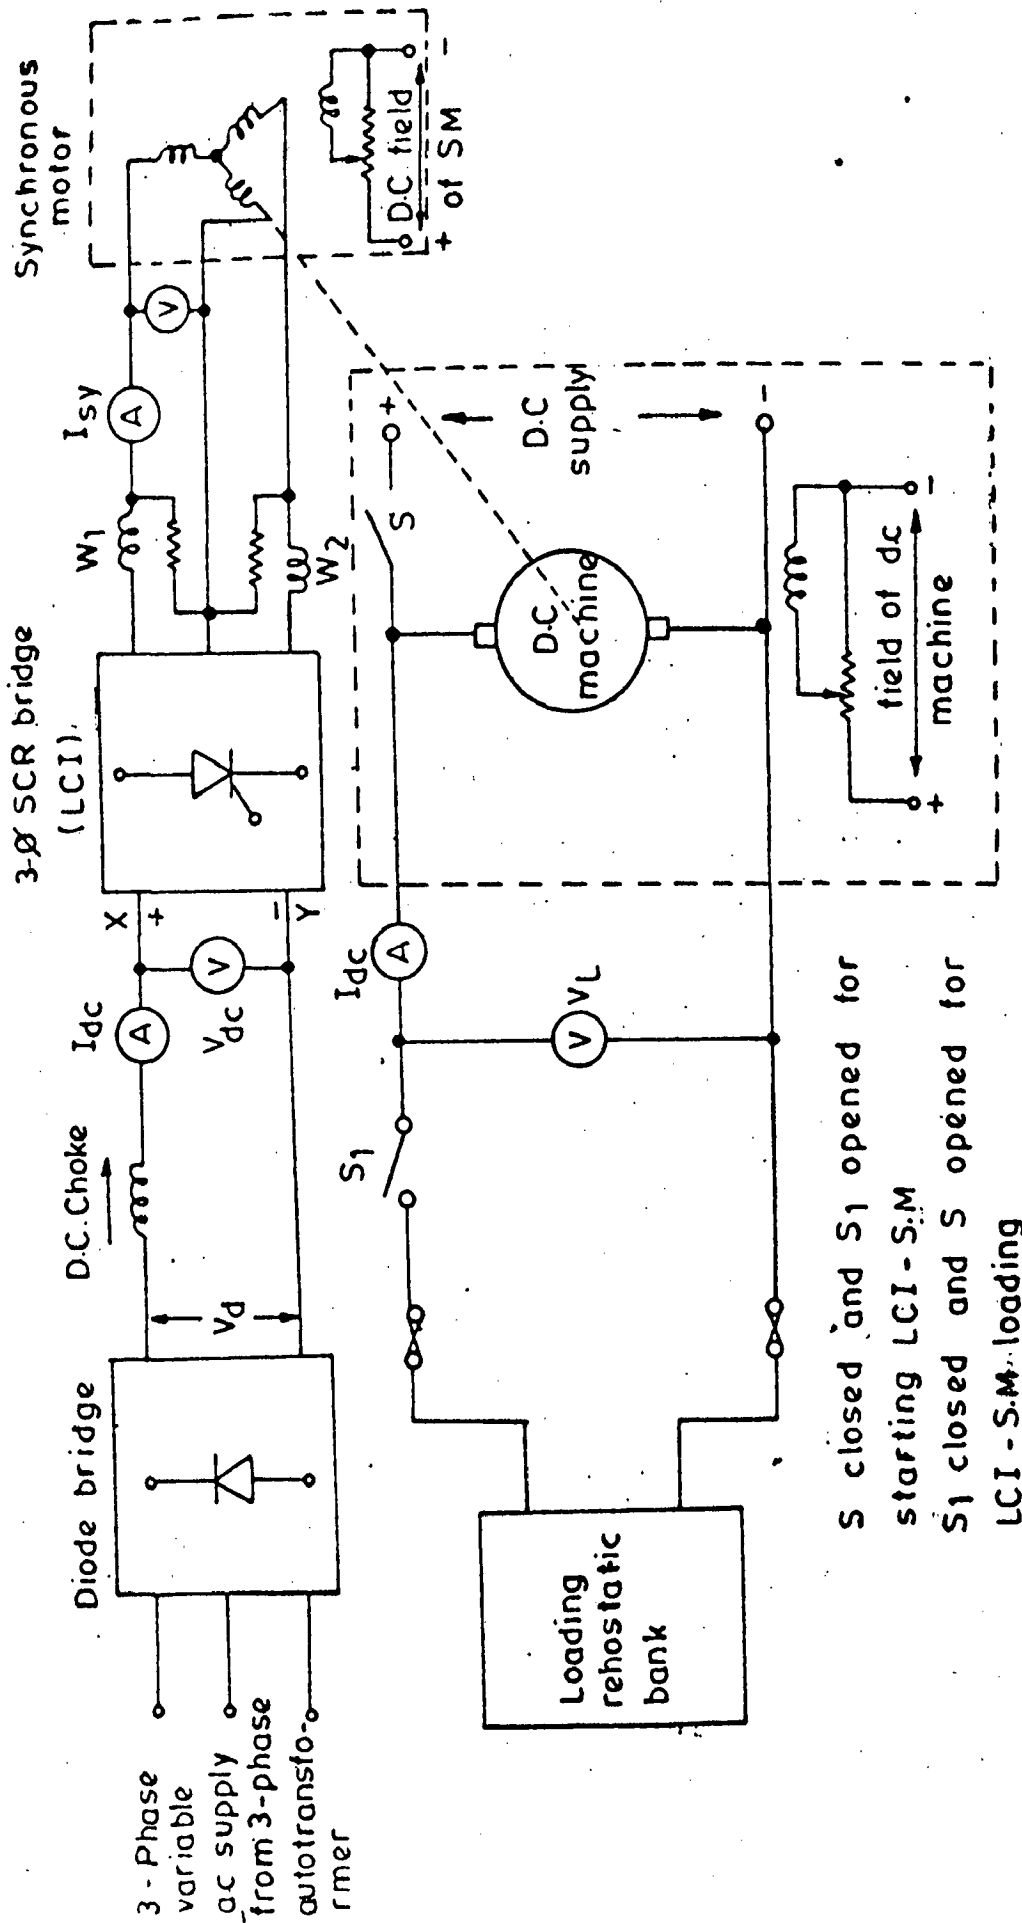 3 - Phase
variable
ac supply
from 3-phase
autotransfo-
rmer
Diode bridge
Vd
D.C. Choke
Idc
A
Vdc
V
X
+
-
Y
3-Ø SCR bridge
(LCI)
W1
W2
Isy
A
V
Synchronous
motor
+
-
D.C field
of SM
Loading
rehostatic
bank
S1
V
VL
Idc
A
D.C
machine
S
+
D.C
supply
-
+
-
field of dc
machine
S closed and S1 opened for
starting LCI - S.M
S1 closed and S opened for
LCI - S.M. loading